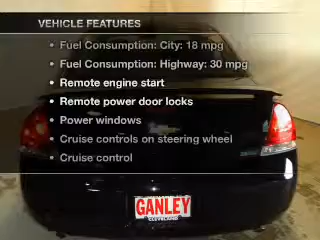 VEHICLE FEATURES
• Fuel Consumption: City: 18 mpg
• Fuel Consumption: Highway: 30 mpg
• Remote engine start
• Remote power door locks
• Power windows
• Cruise controls on steering wheel
• Cruise control
GANLEY
CLEVELAND